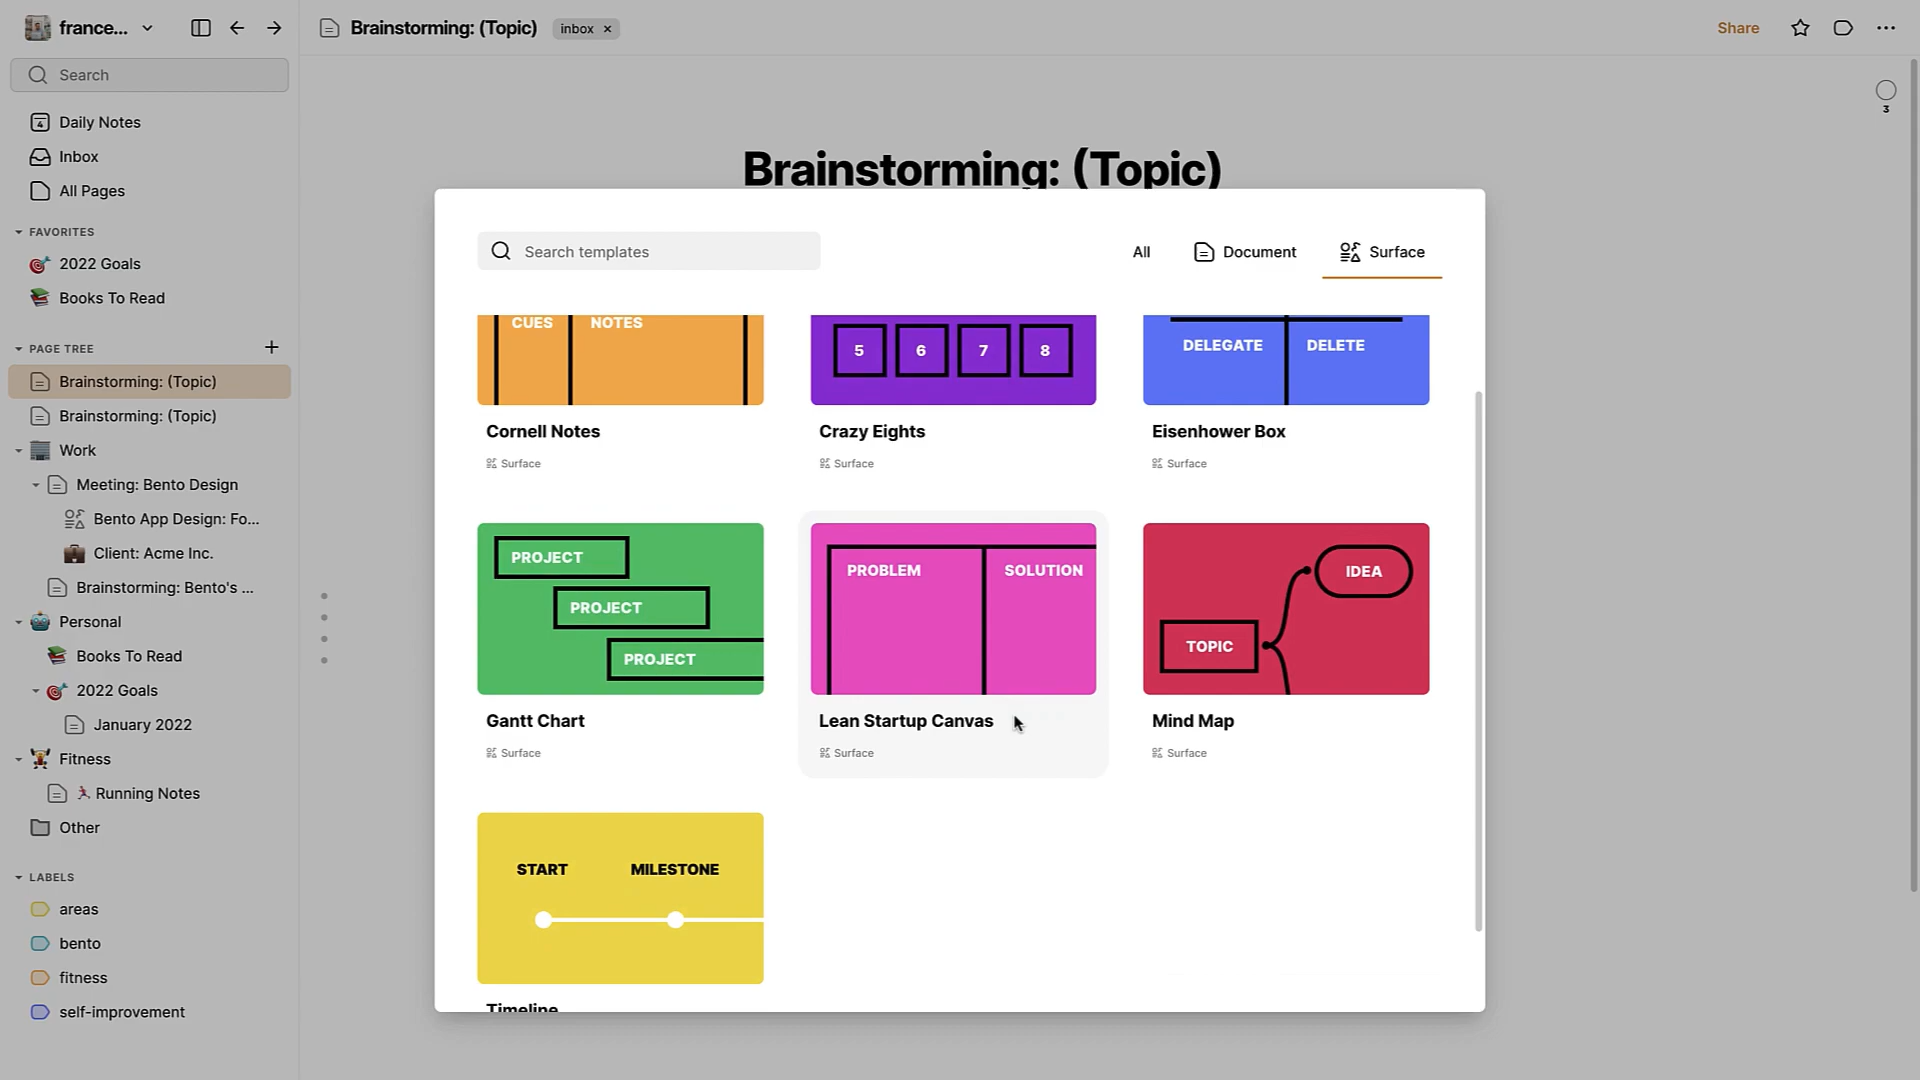 france...
Brainstorming: (Topic)
inbox ×
Share
Search
3
Daily Notes
Inbox
All Pages
FAVORITES
2022 Goals
Books To Read
PAGE TREE
Brainstorming: (Topic)
Brainstorming: (Topic)
Work
Meeting: Bento Design
Bento App Design: Fo...
Client: Acme Inc.
Brainstorming: Bento's ...
Personal
Books To Read
2022 Goals
January 2022
Fitness
Running Notes
Other
LABELS
areas
bento
fitness
self-improvement
Brainstorming: (Topic)
Search templates
All
Document
Surface
CUES NOTES
Cornell Notes
Surface
5 6 7 8
Crazy Eights
Surface
DELEGATE DELETE
Eisenhower Box
Surface
PROJECT
PROJECT
PROJECT
Gantt Chart
Surface
PROBLEM SOLUTION
Lean Startup Canvas
Surface
IDEA
TOPIC
Mind Map
Surface
START MILESTONE
Timeline